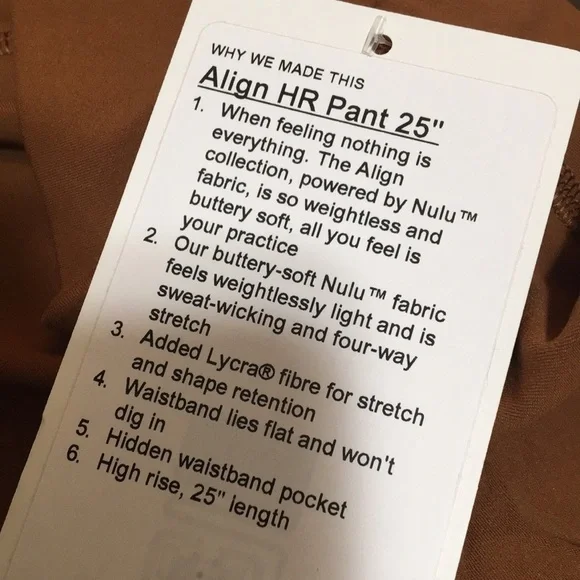 WHY WE MADE THIS
Align HR Pant 25"
1. When feeling nothing is
everything. The Align
collection, powered by Nulu™
fabric, is so weightless and
buttery soft, all you feel is
your practice
2. Our buttery-soft Nulu™ fabric
feels weightlessly light and is
sweat-wicking and four-way
stretch
3. Added Lycra® fibre for stretch
and shape retention
4. Waistband lies flat and won't
dig in
5. Hidden waistband pocket
6. High rise, 25" length